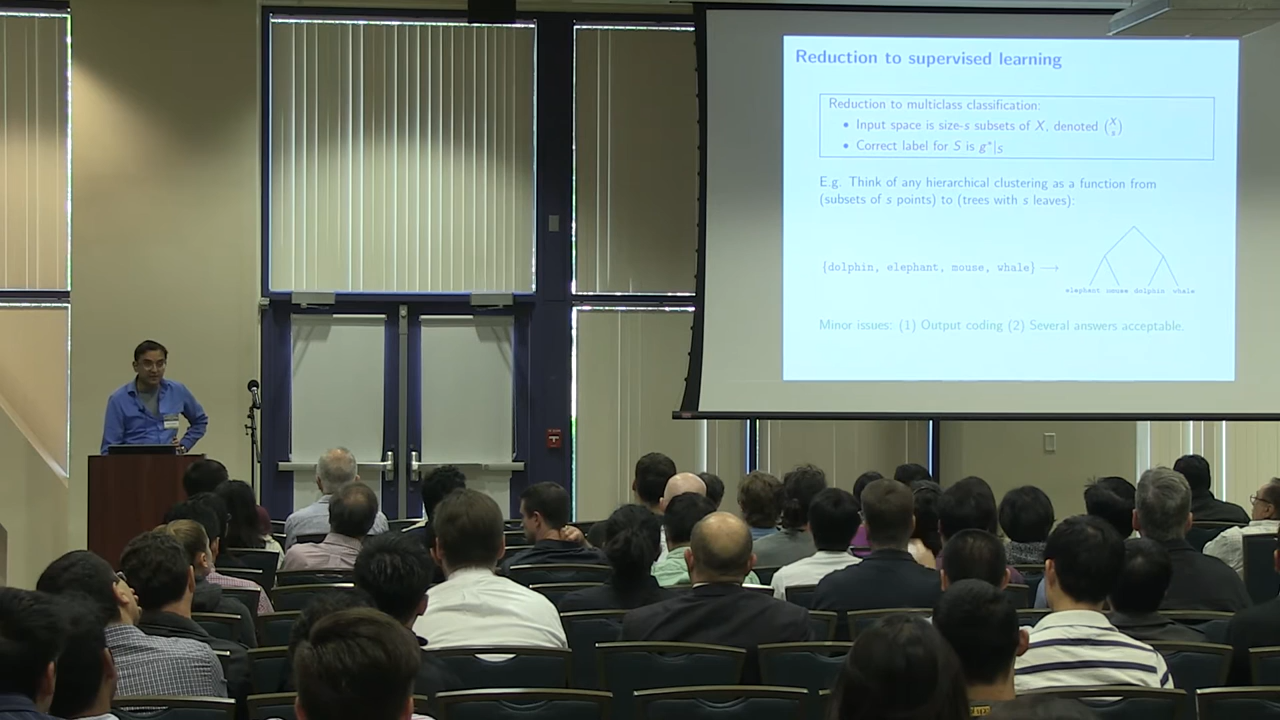 Reduction to supervised learning
Reduction to multiclass classification:
• Input space is size-s subsets of X, denoted (X s)
• Correct label for S is g*|S
E.g. Think of any hierarchical clustering as a function from
(subsets of s points) to (trees with s leaves):
{dolphin, elephant, mouse, whale} →
elephant mouse dolphin whale
Minor issues: (1) Output coding (2) Several answers acceptable.